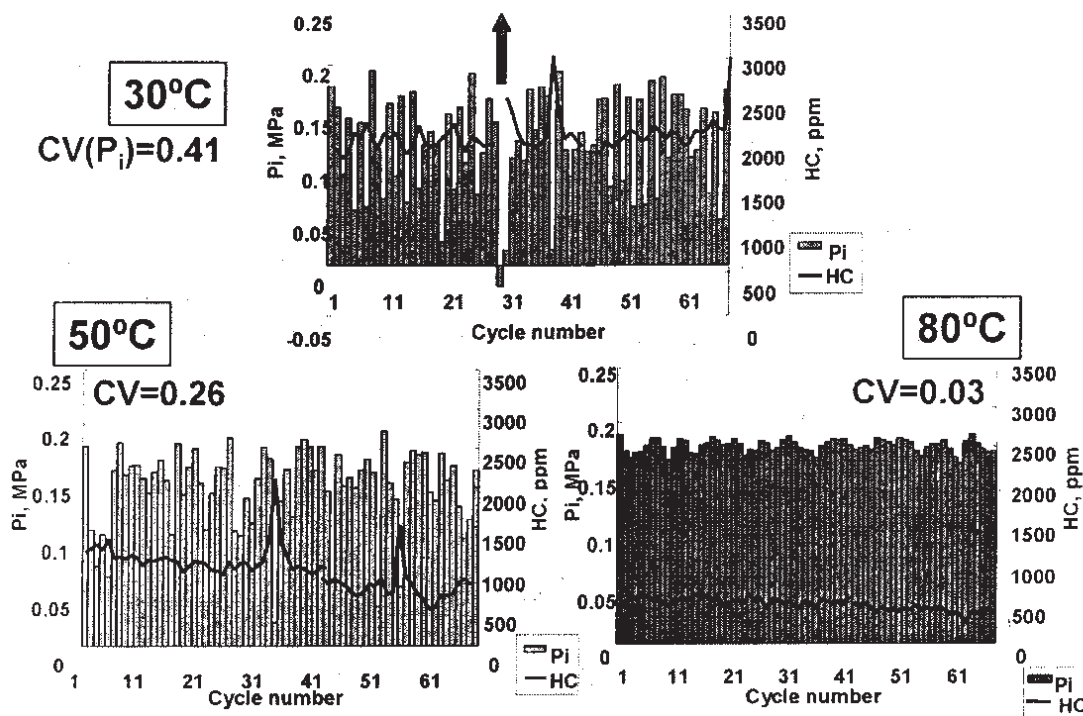 30°C
CV(Pi)=0.41
Pi, MPa
0.25
0.2
0.15
0.1
0.05
0
-0.05
1 11 21 31 41 51 61
Cycle number
HC, ppm
3500
3000
2500
2000
1500
1000
500
0
Pi
HC
50°C
CV=0.26
Pi, MPa
0.25
0.2
0.15
0.1
0.05
0
1 11 21 31 41 51 61
Cycle number
HC, ppm
3500
3000
2500
2000
1500
1000
500
0
Pi
HC
80°C
CV=0.03
Pi, MPa
0.25
0.2
0.15
0.1
0.05
0
1 11 21 31 41 51 61
Cycle number
HC, ppm
3500
3000
2500
2000
1500
1000
500
0
Pi
HC